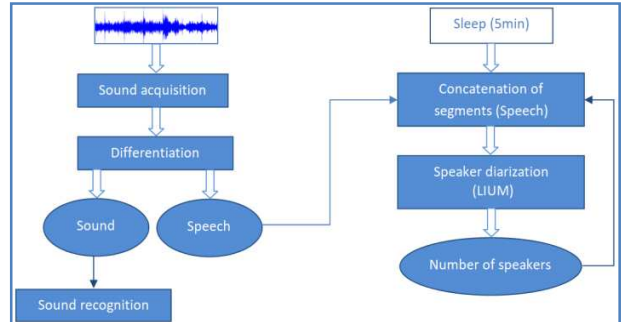 Sound acquisition
Differentiation
Sound
Speech
Sound recognition
Sleep (5min)
Concatenation of
segments (Speech)
Speaker diarization
(LIUM)
Number of speakers